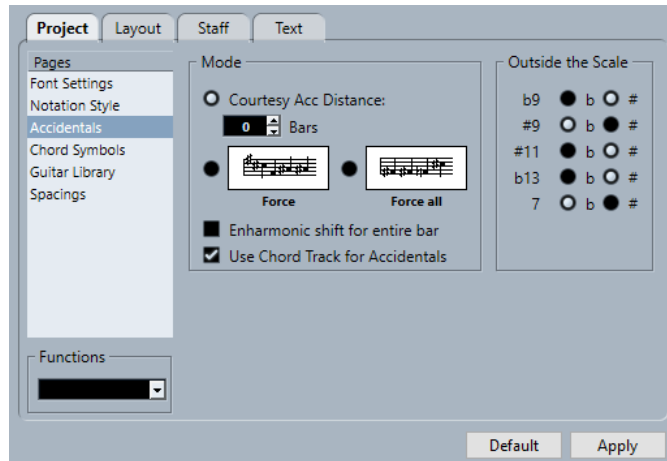 Project Layout Staff Text
Pages
Font Settings
Notation Style
Accidentals
Chord Symbols
Guitar Library
Spacings
Functions
Mode
Courtesy Acc Distance:
0 Bars
Force Force all
Enharmonic shift for entire bar
Use Chord Track for Accidentals
Outside the Scale
b9 b #
#9 b #
#11 b #
b13 b #
7 b #
Default Apply